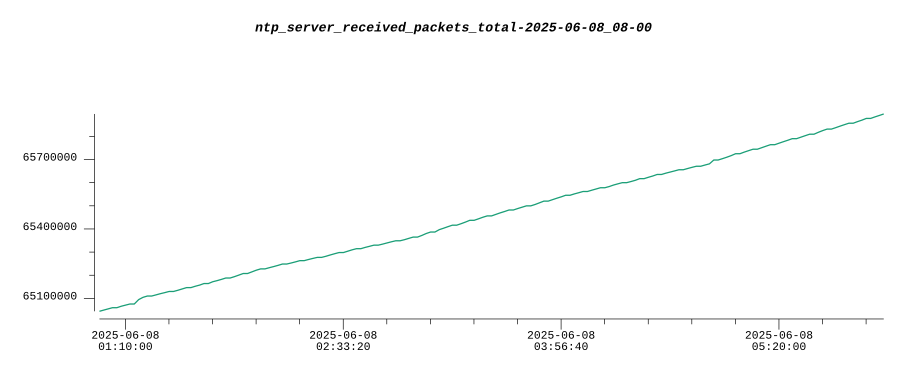 ntp_server_received_packets_total-2025-06-08_08-00
65700000
65400000
65100000
2025-06-08 2025-06-08 2025-06-08 2025-06-08
01:10:00 02:33:20 03:56:40 05:20:00